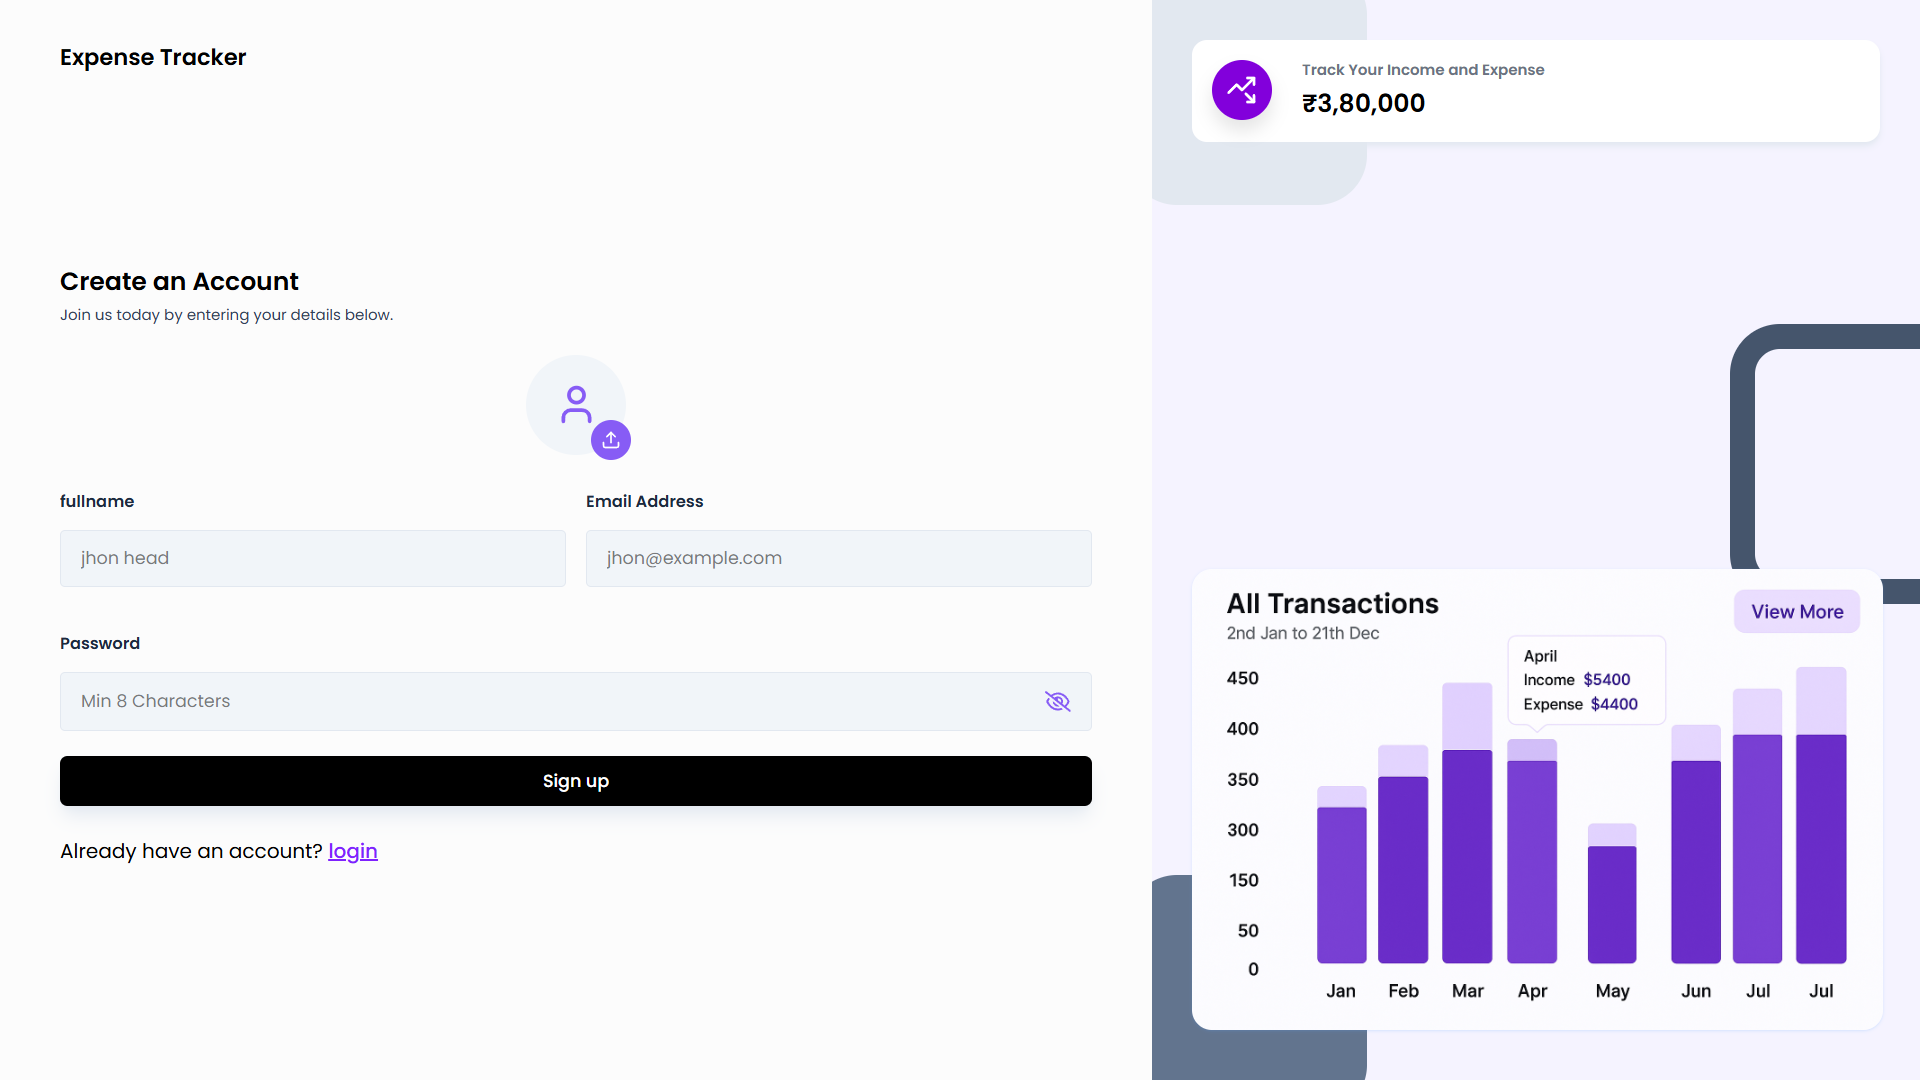 Expense Tracker
Create an Account
Join us today by entering your details below.
fullname
jhon head
Email Address
jhon@example.com
Password
Min 8 Characters
Sign up
Already have an account? login
Track Your Income and Expense
₹3,80,000
All Transactions
2nd Jan to 21th Dec
View More
April
Income $5400
Expense $4400
450
400
350
300
150
50
0
Jan Feb Mar Apr May Jun Jul Jul